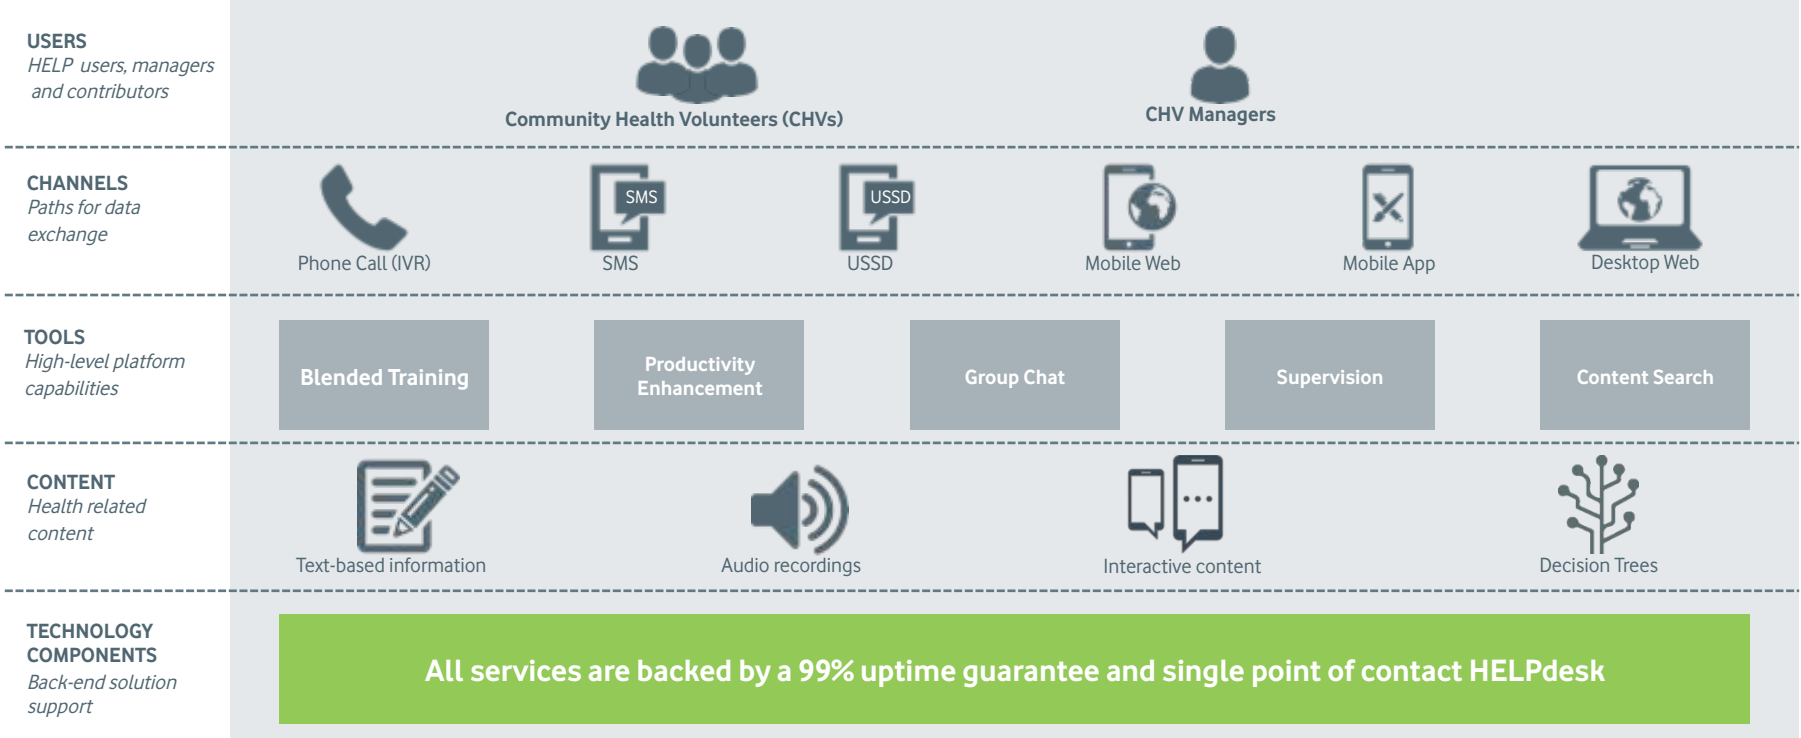 USERS
HELP users, managers
and contributors
Community Health Volunteers (CHVs)
CHV Managers
CHANNELS
Paths for data
exchange
Phone Call (IVR)
SMS
SMS
USSD
USSD
Mobile Web
Mobile App
Desktop Web
TOOLS
High-level platform
capabilities
Blended Training
Productivity
Enhancement
Group Chat
Supervision
Content Search
CONTENT
Health related
content
Text-based information
Audio recordings
Interactive content
Decision Trees
TECHNOLOGY
COMPONENTS
Back-end solution
support
All services are backed by a 99% uptime guarantee and single point of contact HELPdesk